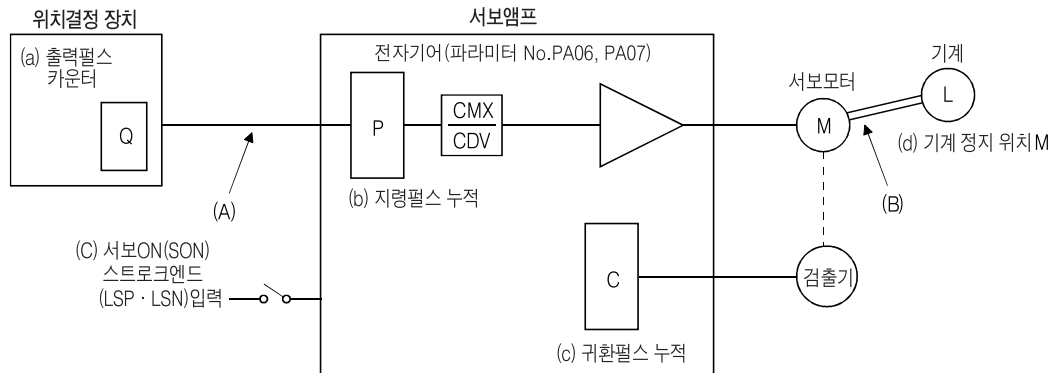 위치결정 장치
(a) 출력펄스
카운터
Q
(A)
(C) 서보ON(SON)
스트로크엔드
(LSP · LSN)입력
서보앰프
전자기어(파라미터 No.PA06, PA07)
P
CMX
CDV
(b) 지령펄스 누적
C
(c) 귀환펄스 누적
서보모터
M
기계
L
(d) 기계 정지 위치M
(B)
검출기